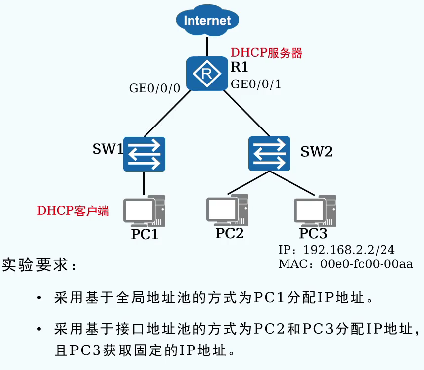 Internet
DHCP服务器
R1
GE0/0/0
GE0/0/1
R
SW1
SW2
DHCP客户端
PC1
PC2
PC3
IP：192.168.2.2/24
MAC：00e0-fc00-00aa
实验要求：
• 采用基于全局地址池的方式为PC1分配IP地址。
• 采用基于接口地址池的方式为PC2和PC3分配IP地址，
且PC3获取固定的IP地址。